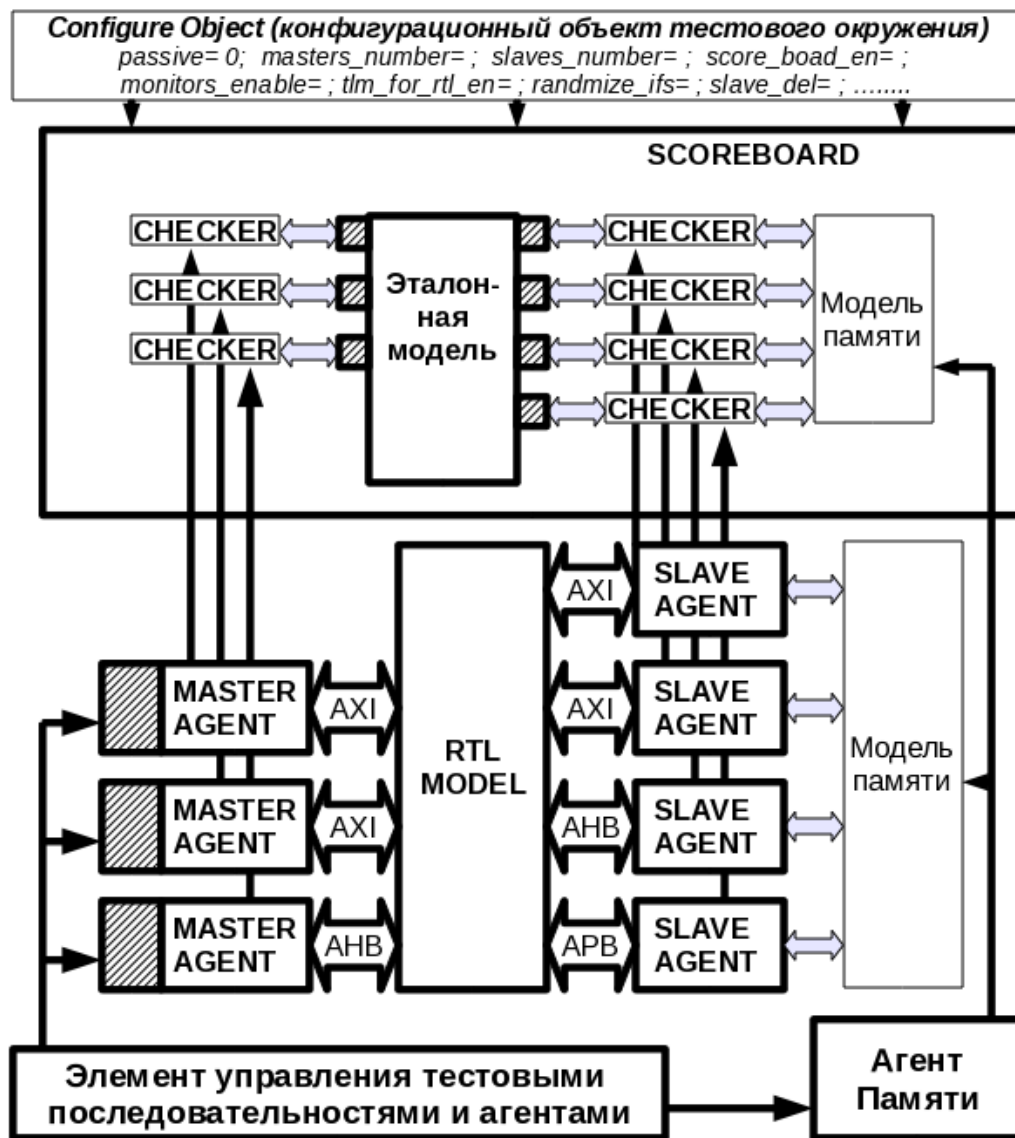 Configure Object (конфигурационный объект тестового окружения)
passive= 0; masters_number= ; slaves_number= ; score_boad_en= ;
monitors_enable= ; tlm_for_rtl_en= ; randmize_ifs= ; slave_del= ; ….....
SCOREBOARD
CHECKER
CHECKER
CHECKER
Эталон-
ная
модель
CHECKER
CHECKER
CHECKER
CHECKER
Модель
памяти
MASTER
AGENT
AXI
MASTER
AGENT
AXI
MASTER
AGENT
AHB
RTL
MODEL
AXI
SLAVE
AGENT
AXI
SLAVE
AGENT
AHB
SLAVE
AGENT
APB
SLAVE
AGENT
Модель
памяти
Элемент управления тестовыми
последовательностями и агентами
Агент
Памяти